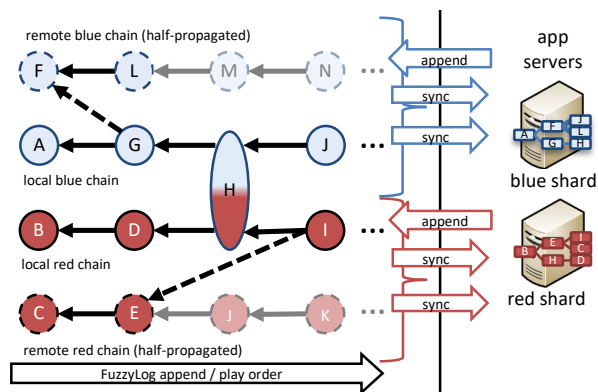 remote blue chain (half-propagated)
F L M N ...
append
app
servers
sync
A G J
sync
H
local blue chain
A F J L G H
blue shard
B D I ...
append
local red chain
sync
B E I C H D
C E J K ...
sync
red shard
remote red chain (half-propagated)
FuzzyLog append / play order